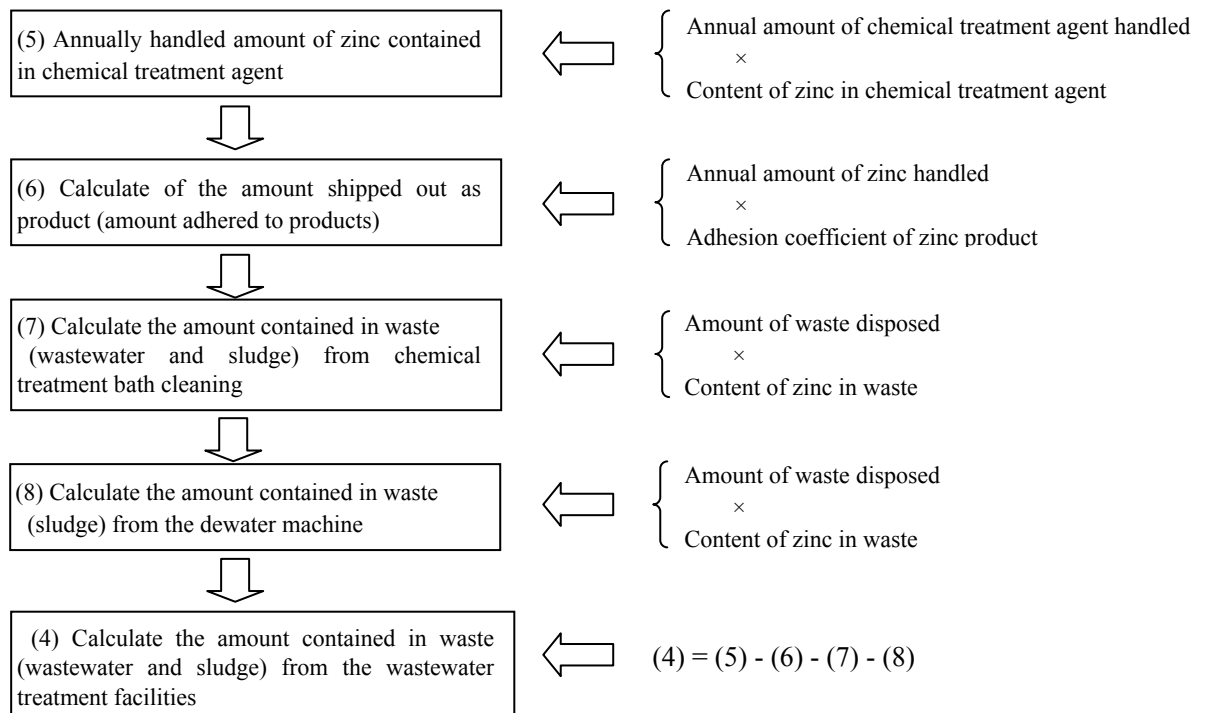 (5) Annually handled amount of zinc contained
in chemical treatment agent
Annual amount of chemical treatment agent handled
×
Content of zinc in chemical treatment agent
(6) Calculate of the amount shipped out as
product (amount adhered to products)
Annual amount of zinc handled
×
Adhesion coefficient of zinc product
(7) Calculate the amount contained in waste
(wastewater and sludge) from chemical
treatment bath cleaning
Amount of waste disposed
×
Content of zinc in waste
(8) Calculate the amount contained in waste
(sludge) from the dewater machine
Amount of waste disposed
×
Content of zinc in waste
(4) Calculate the amount contained in waste
(wastewater and sludge) from the wastewater
treatment facilities
(4) = (5) - (6) - (7) - (8)